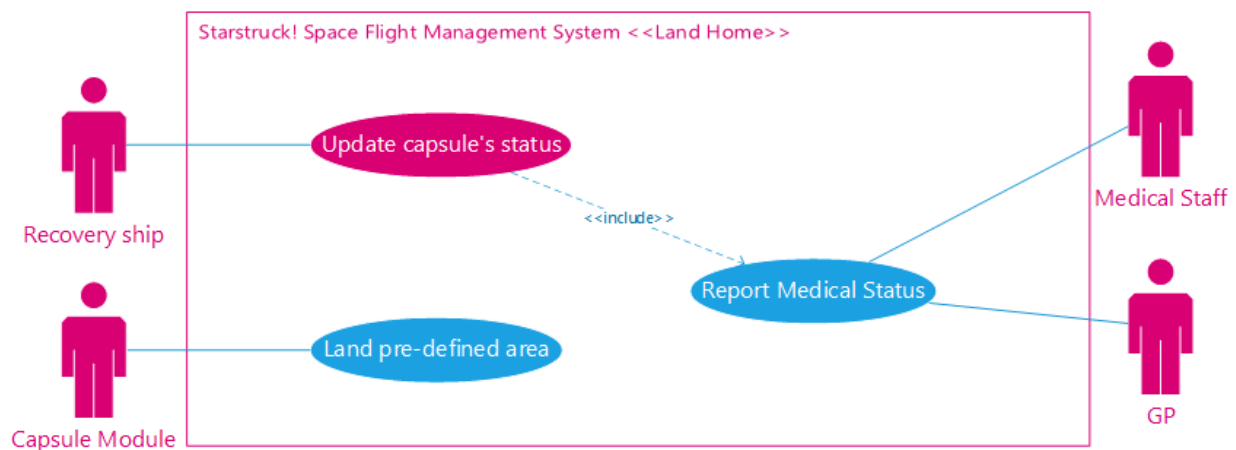 Starstruck! Space Flight Management System <<Land Home>>
Update capsule's status
Recovery ship
<<include>>
Medical Staff
Report Medical Status
Land pre-defined area
Capsule Module
GP